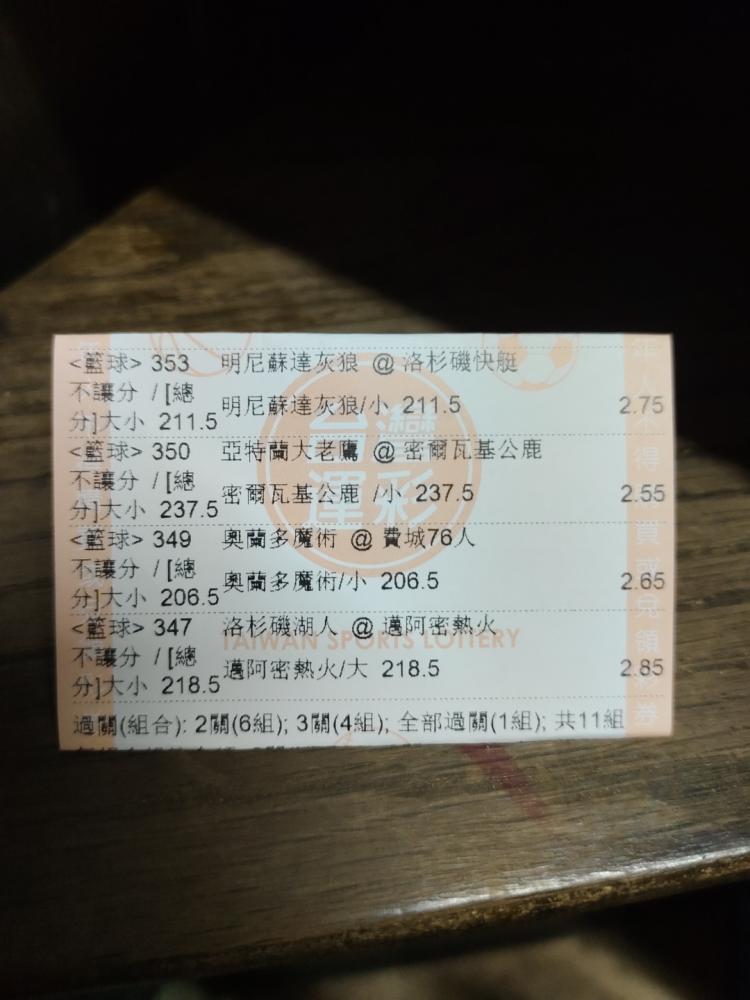 <籃球> 353 明尼蘇達灰狼 @ 洛杉磯快艇
不讓分 / [總
分]大小 211.5
明尼蘇達灰狼/小 211.5 2.75
<籃球> 350 亞特蘭大老鷹 @ 密爾瓦基公鹿
不讓分 / [總
分]大小 237.5
密爾瓦基公鹿 /小 237.5 2.55
<籃球> 349 奧蘭多魔術 @ 費城76人
不讓分 / [總
分]大小 206.5
奧蘭多魔術/小 206.5 2.65
<籃球> 347 洛杉磯湖人 @ 邁阿密熱火
不讓分 / [總
分]大小 218.5
邁阿密熱火/大 218.5 2.85
過關(組合): 2關(6組); 3關(4組); 全部過關(1組); 共11組
台灣
運彩
TAIWAN SPORTS LOTTERY